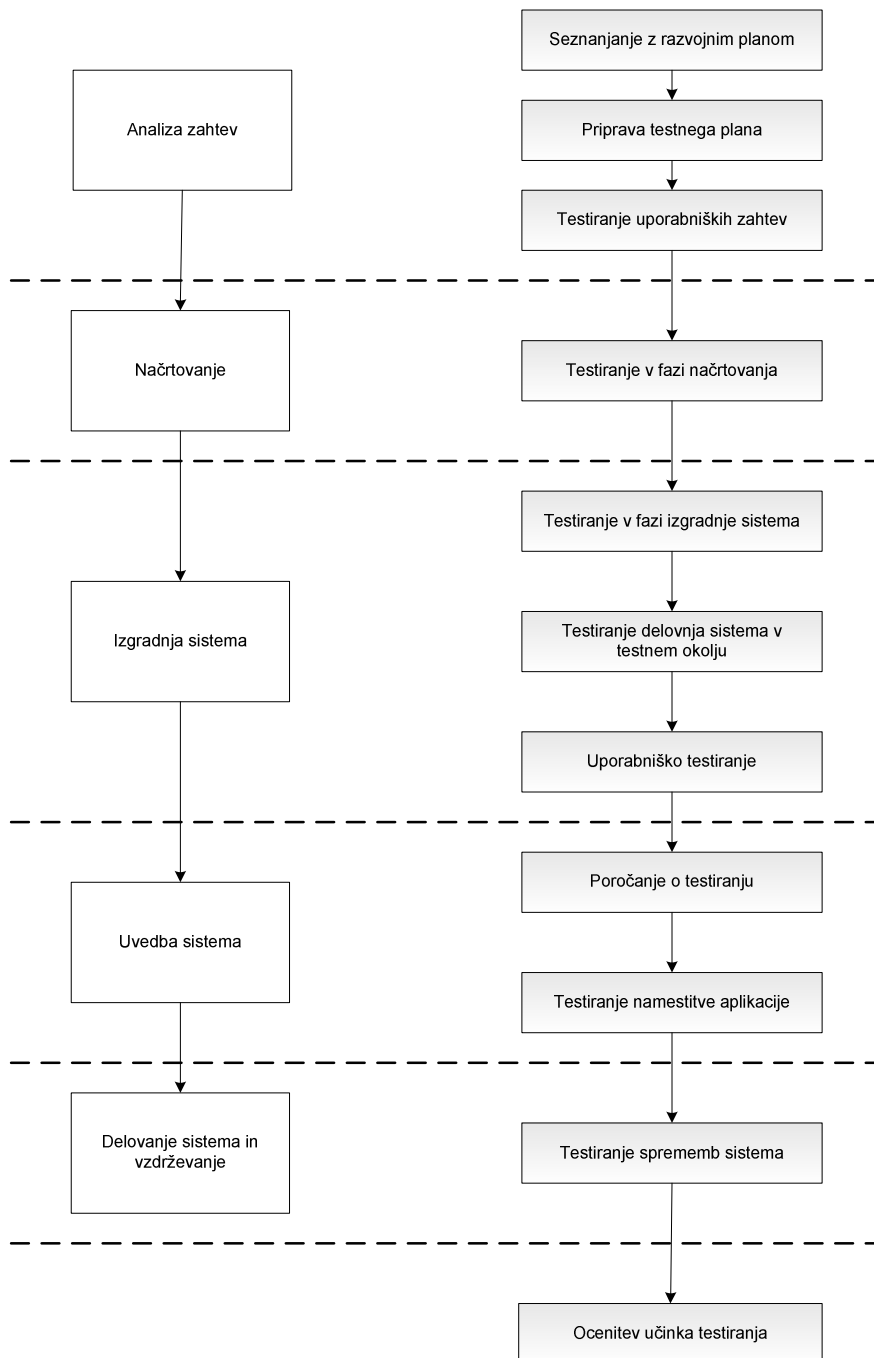 Seznanjanje z razvojnim planom
Analiza zahtev
Priprava testnega plana
Testiranje uporabniških zahtev
Načrtovanje
Testiranje v fazi načrtovanja
Testiranje v fazi izgradnje sistema
Izgradnja sistema
Testiranje delovnja sistema v
testnem okolju
Uporabniško testiranje
Poročanje o testiranju
Uvedba sistema
Testiranje namestitve aplikacije
Delovanje sistema in
vzdrževanje
Testiranje sprememb sistema
Ocenitev učinka testiranja